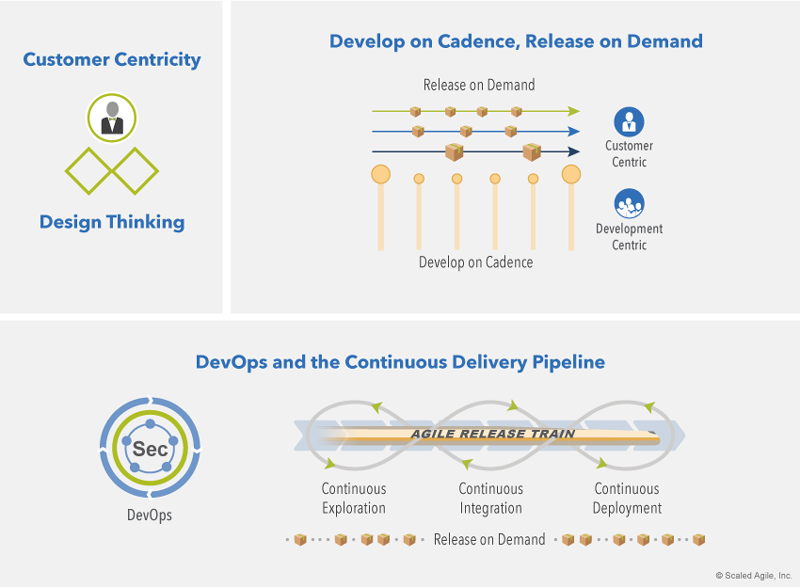 Customer Centricity
Design Thinking
Develop on Cadence, Release on Demand
Release on Demand
Customer
Centric
Development
Centric
Develop on Cadence
DevOps and the Continuous Delivery Pipeline
Sec
DevOps
AGILE RELEASE TRAIN
Continuous
Exploration
Continuous
Integration
Continuous
Deployment
Release on Demand
© Scaled Agile, Inc.